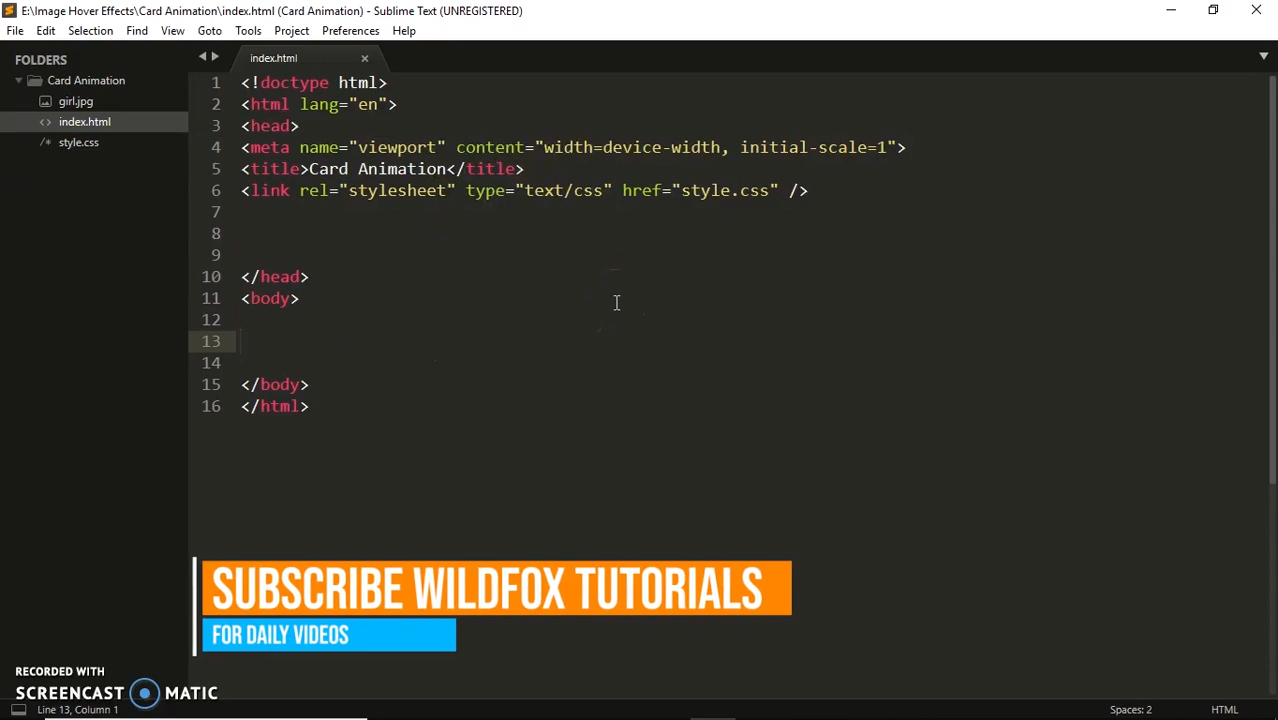 E:\Image Hover Effects\Card Animation\index.html (Card Animation) - Sublime Text (UNREGISTERED)
File Edit Selection Find View Goto Tools Project Preferences Help
FOLDERS
Card Animation
girl.jpg
<> index.html
/* style.css
index.html
1 <!doctype html>
2 <html lang="en">
3 <head>
4 <meta name="viewport" content="width=device-width, initial-scale=1">
5 <title>Card Animation</title>
6 <link rel="stylesheet" type="text/css" href="style.css" />
7
8
9
10 </head>
11 <body>
12
13
14
15 </body>
16 </html>
SUBSCRIBE WILDFOX TUTORIALS
FOR DAILY VIDEOS
RECORDED WITH
SCREENCAST MATIC
Line 13, Column 1
Spaces: 2
HTML